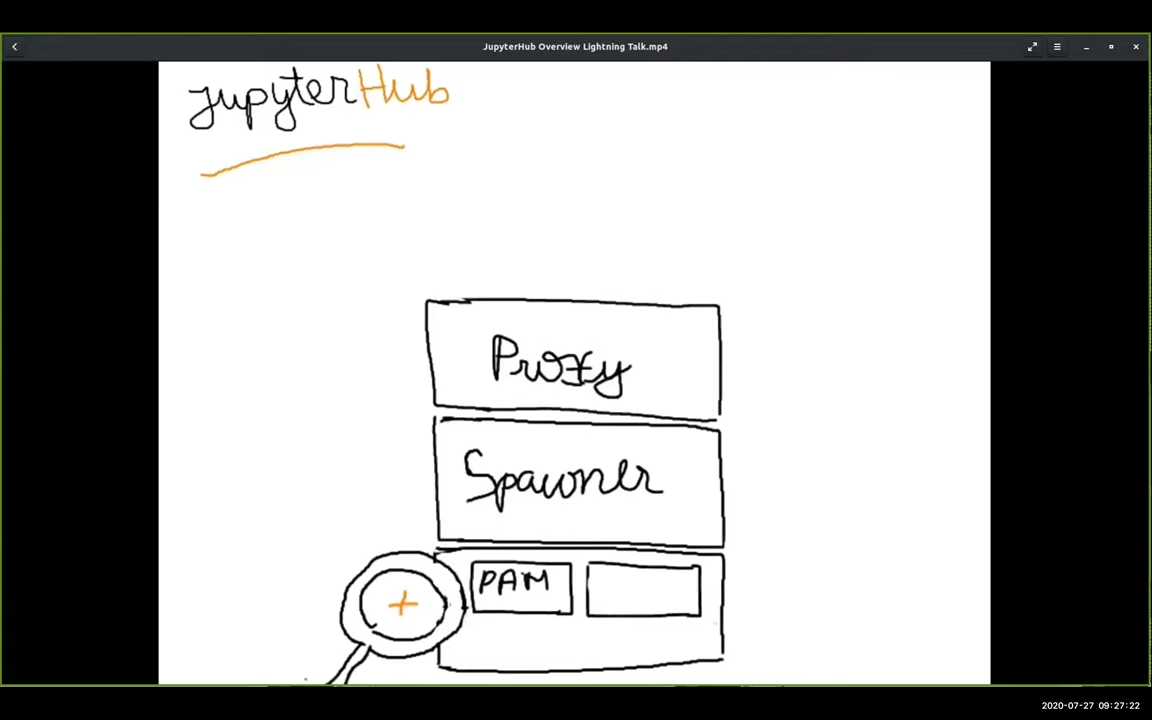 JupyterHub Overview Lightning Talk.mp4
jupyterHub
Proxy
Spawner
PAM
2020-07-27 09:27:22